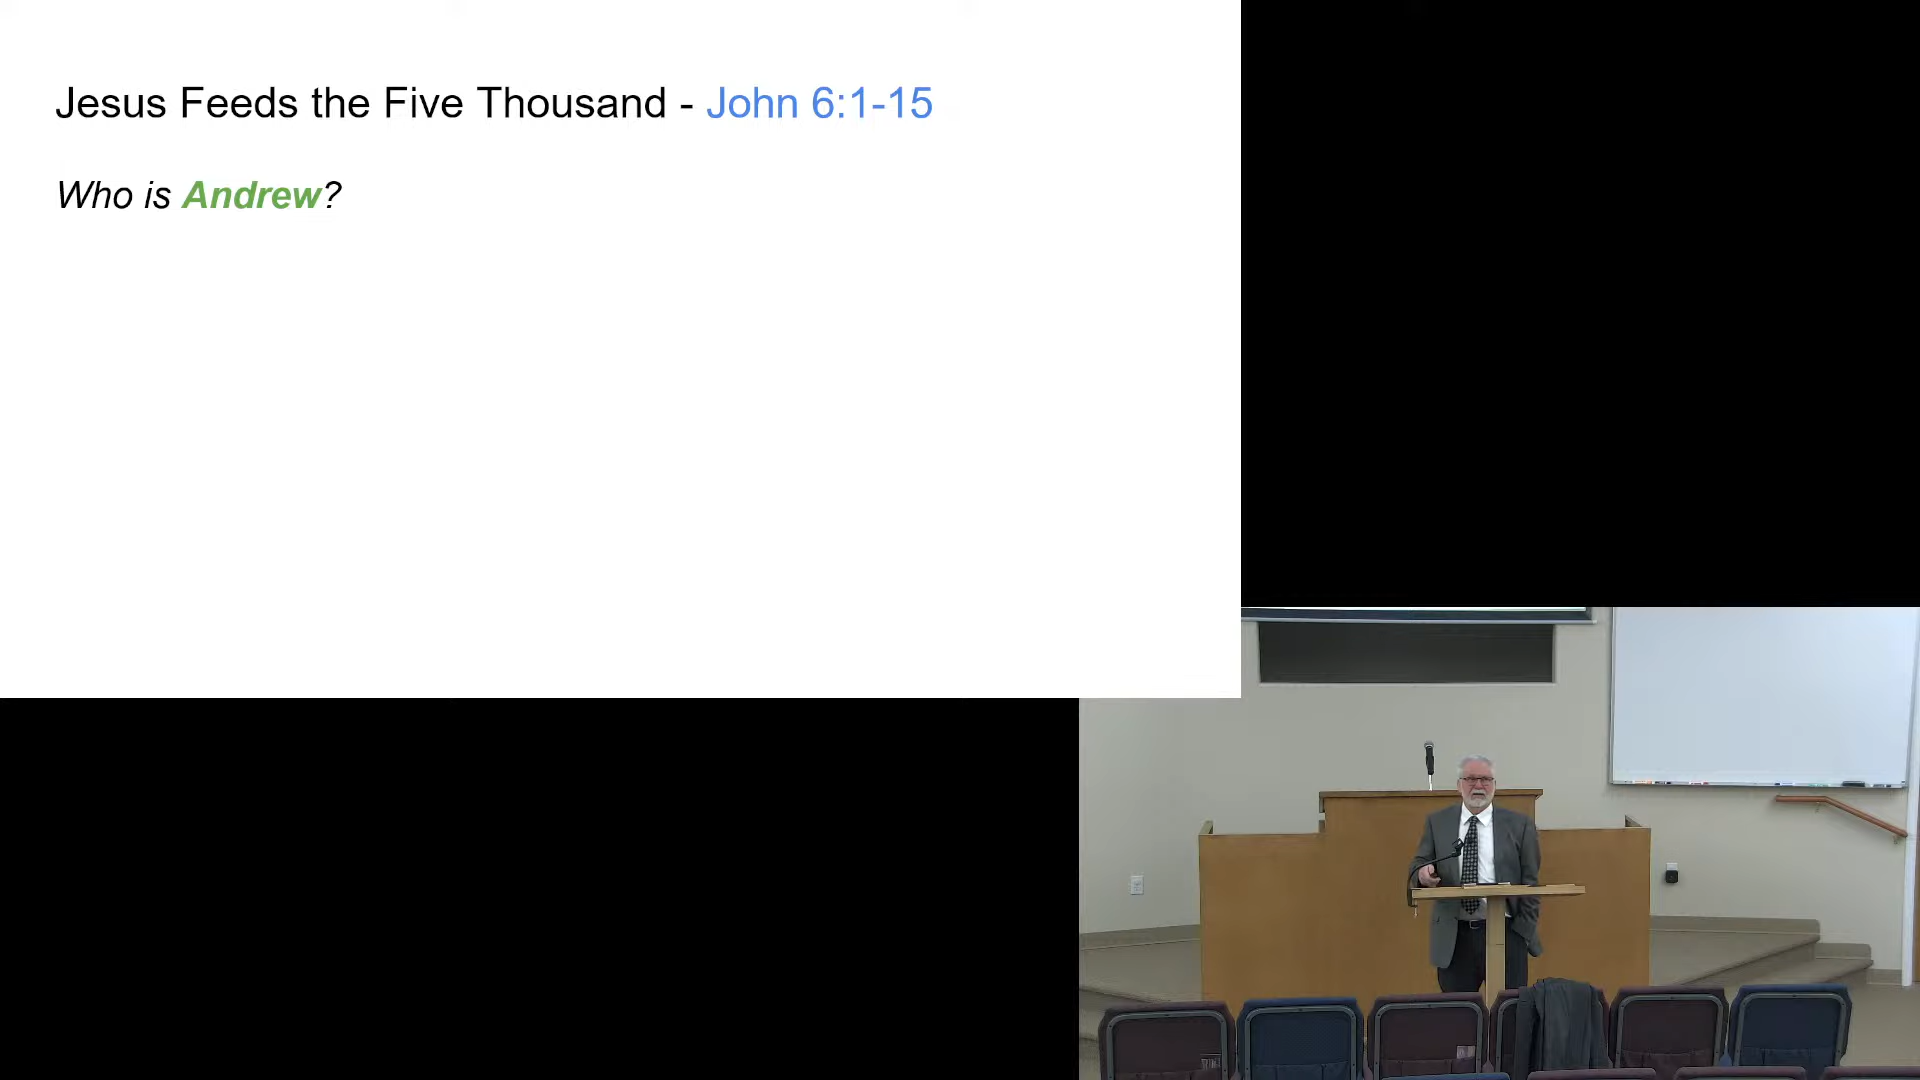 Jesus Feeds the Five Thousand - John 6:1-15
Who is Andrew?